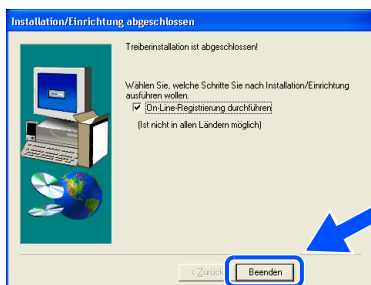 Installation/Einrichtung abgeschlossen
Treiberinstallation ist abgeschlossen!
Wählen Sie, welche Schritte Sie nach Installation/Einrichtung
ausführen wollen.
On-Line-Registrierung durchführen
(Ist nicht in allen Ländern möglich)
< Zurück
Beenden